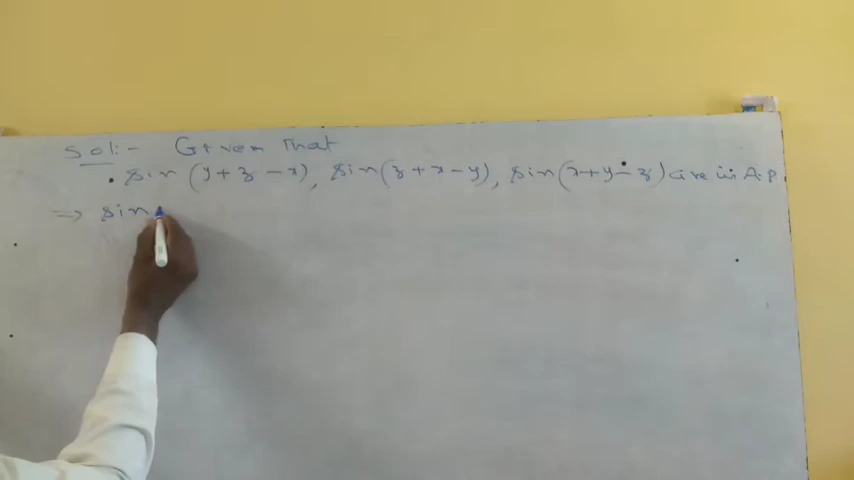 Sol:- Given That
sin (y+z-x), sin(z+x-y), sin(x+y-z) are in A.P
=> sin